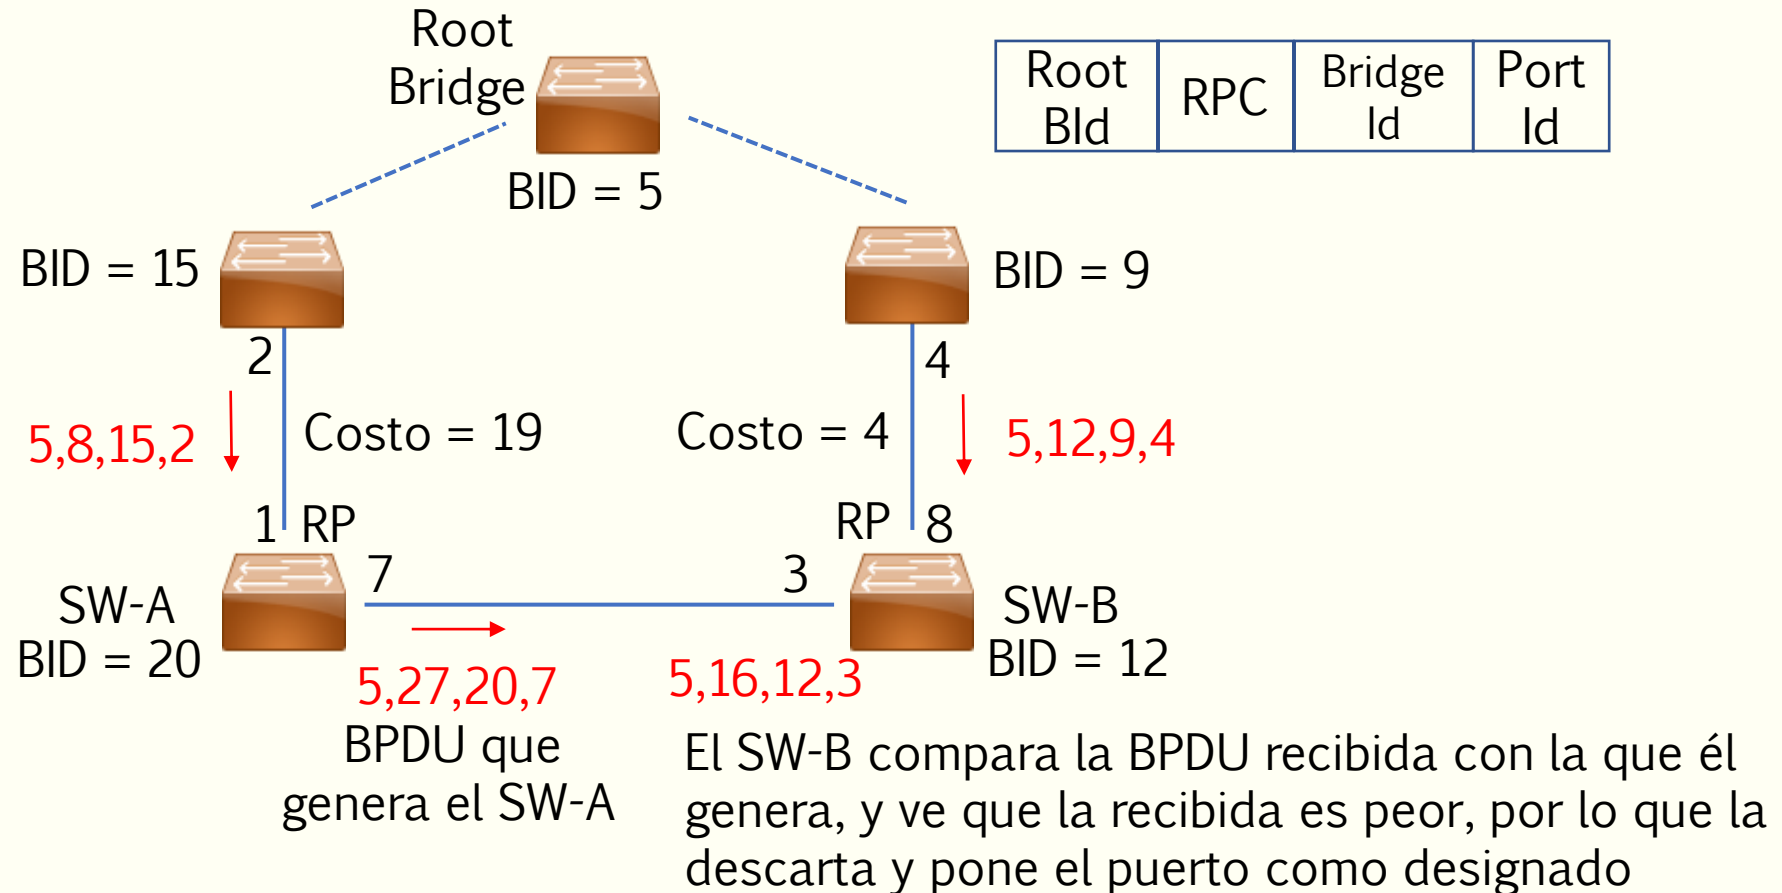 Root
Bridge
BID = 5
Root
BId
RPC
Bridge
Id
Port
Id
BID = 15
BID = 9
2
4
5,8,15,2
Costo = 19
Costo = 4
5,12,9,4
1 RP
RP 8
7
3
SW-A
BID = 20
SW-B
BID = 12
5,27,20,7
5,16,12,3
BPDU que
genera el SW-A
El SW-B compara la BPDU recibida con la que él
genera, y ve que la recibida es peor, por lo que la
descarta y pone el puerto como designado